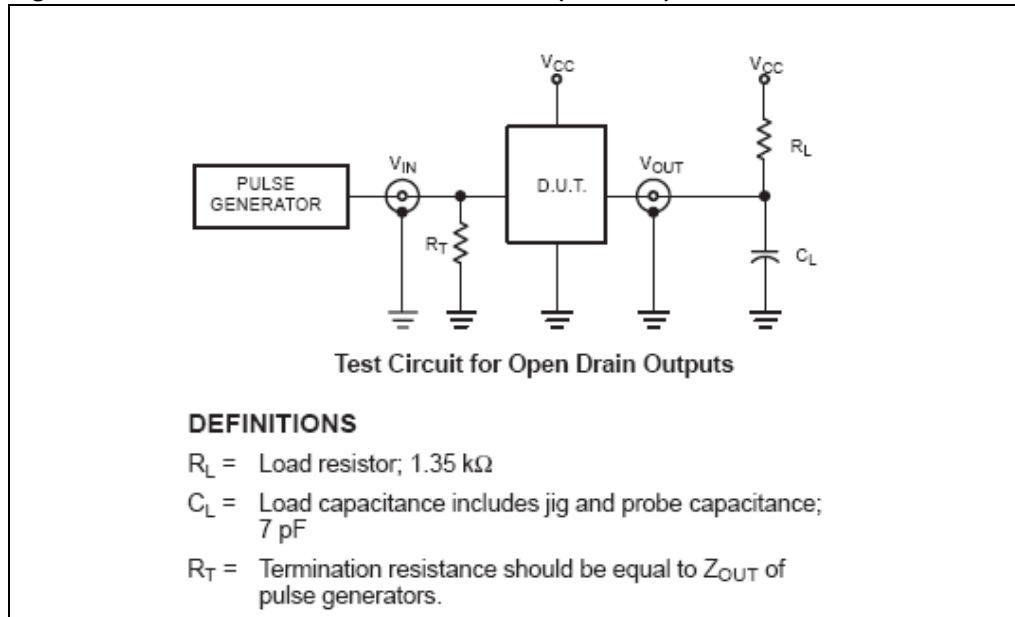 VCC
VCC
RL
VIN
VOUT
PULSE
GENERATOR
D.U.T.
RT
CL
Test Circuit for Open Drain Outputs
DEFINITIONS
RL = Load resistor; 1.35 kΩ
CL = Load capacitance includes jig and probe capacitance;
7 pF
RT = Termination resistance should be equal to ZOUT of
pulse generators.